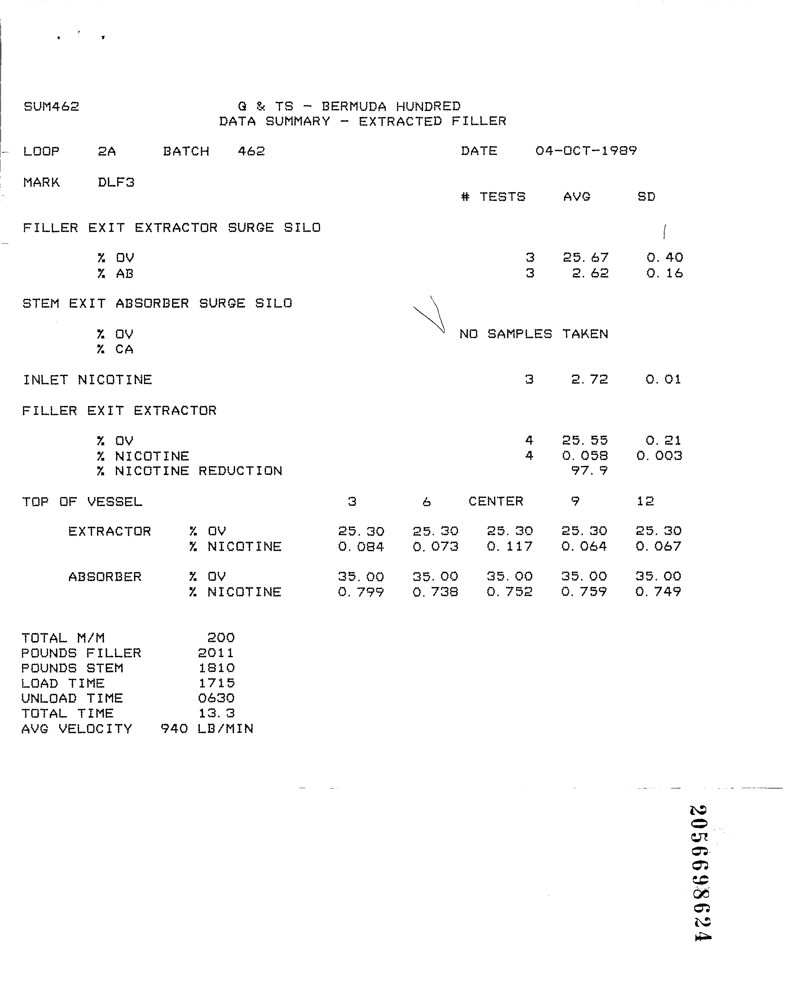 SUM462 Q & TS - BERMUDA HUNDRED
DATA SUMMARY - EXTRACTED FILLER
LOOP 2A BATCH 462 DATE 04-OCT-1989
MARK DLF3
# TESTS AVG SD
FILLER EXIT EXTRACTOR SURGE SILO
% OV 3 25.67 0.40
% AB 3 2.62 0.16
STEM EXIT ABSORBER SURGE SILO
% OV NO SAMPLES TAKEN
% CA
INLET NICOTINE 3 2.72 0.01
FILLER EXIT EXTRACTOR
% OV 4 25.55 0.21
% NICOTINE 4 0.058 0.003
% NICOTINE REDUCTION 97.9
TOP OF VESSEL 3 6 CENTER 9 12
EXTRACTOR % OV 25.30 25.30 25.30 25.30 25.30
% NICOTINE 0.084 0.073 0.117 0.064 0.067
ABSORBER % OV 35.00 35.00 35.00 35.00 35.00
% NICOTINE 0.799 0.738 0.752 0.759 0.749
TOTAL M/M 200
POUNDS FILLER 2011
POUNDS STEM 1810
LOAD TIME 1715
UNLOAD TIME 0630
TOTAL TIME 13.3
AVG VELOCITY 940 LB/MIN
2056698624